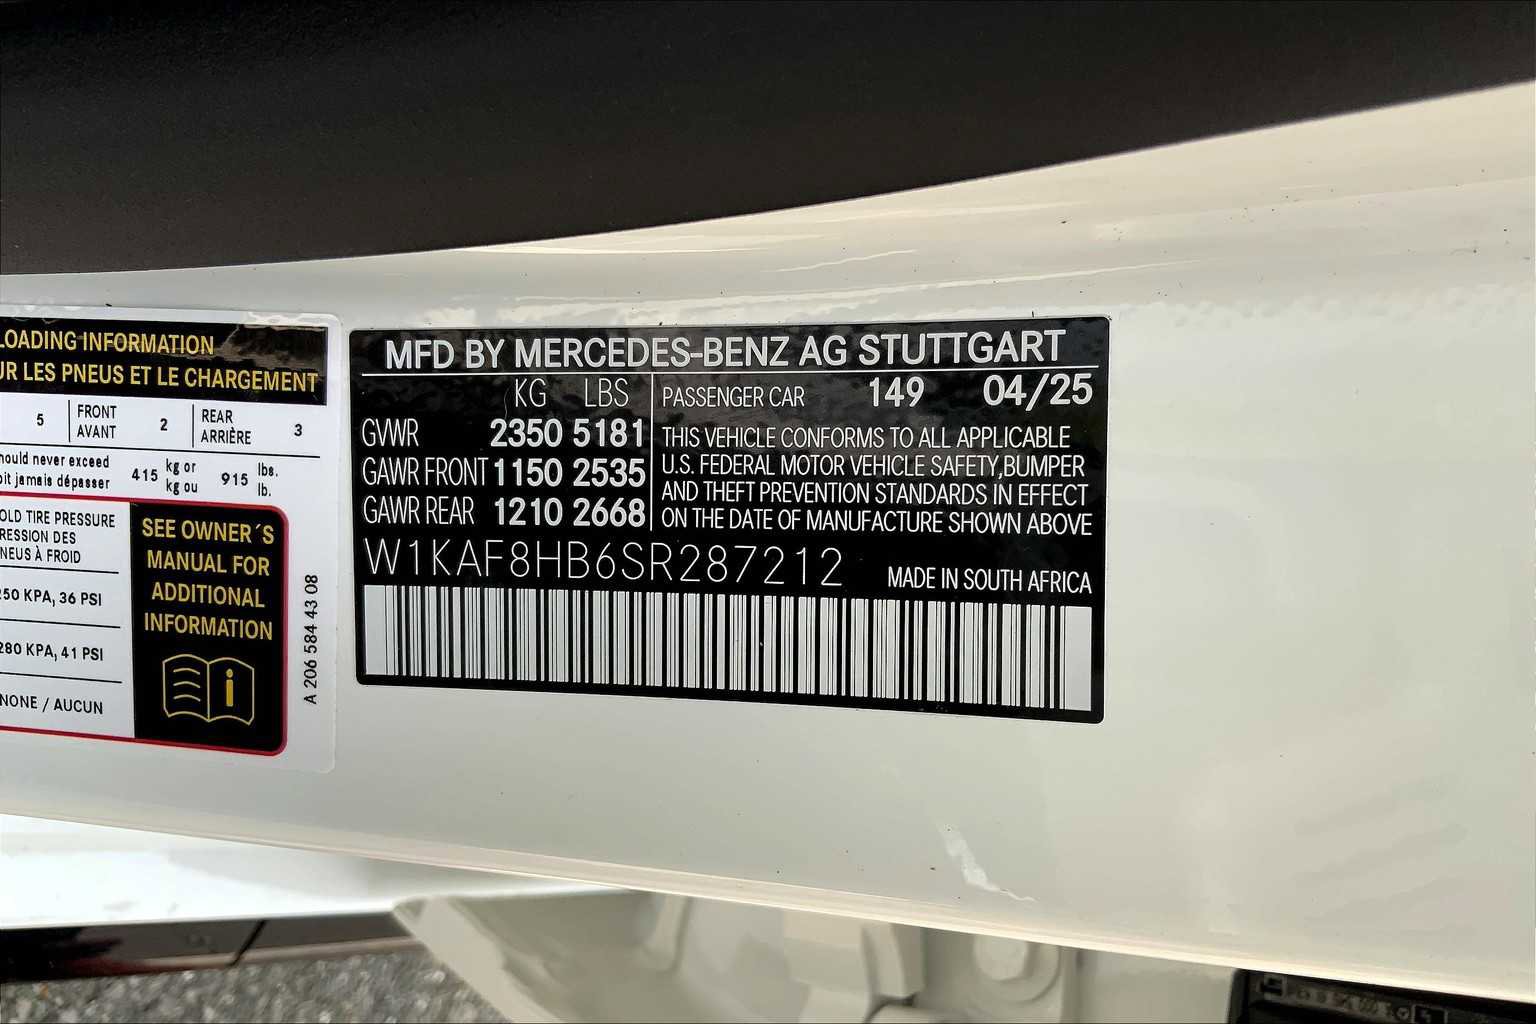 LOADING INFORMATION
UR LES PNEUS ET LE CHARGEMENT
5 FRONT AVANT 2 REAR ARRIÈRE 3
hould never exceed
oit jamais dépasser
415 kg or kg ou 915 lbs. lb.
OLD TIRE PRESSURE
RESSION DES
NEUS À FROID
250 KPA, 36 PSI
280 KPA, 41 PSI
NONE / AUCUN
SEE OWNER´S
MANUAL FOR
ADDITIONAL
INFORMATION
i
A 206 584 43 08
MFD BY MERCEDES-BENZ AG STUTTGART
KG LBS
GVWR 2350 5181
GAWR FRONT 1150 2535
GAWR REAR 1210 2668
PASSENGER CAR 149 04/25
THIS VEHICLE CONFORMS TO ALL APPLICABLE
U.S. FEDERAL MOTOR VEHICLE SAFETY,BUMPER
AND THEFT PREVENTION STANDARDS IN EFFECT
ON THE DATE OF MANUFACTURE SHOWN ABOVE
W1KAF8HB6SR287212
MADE IN SOUTH AFRICA